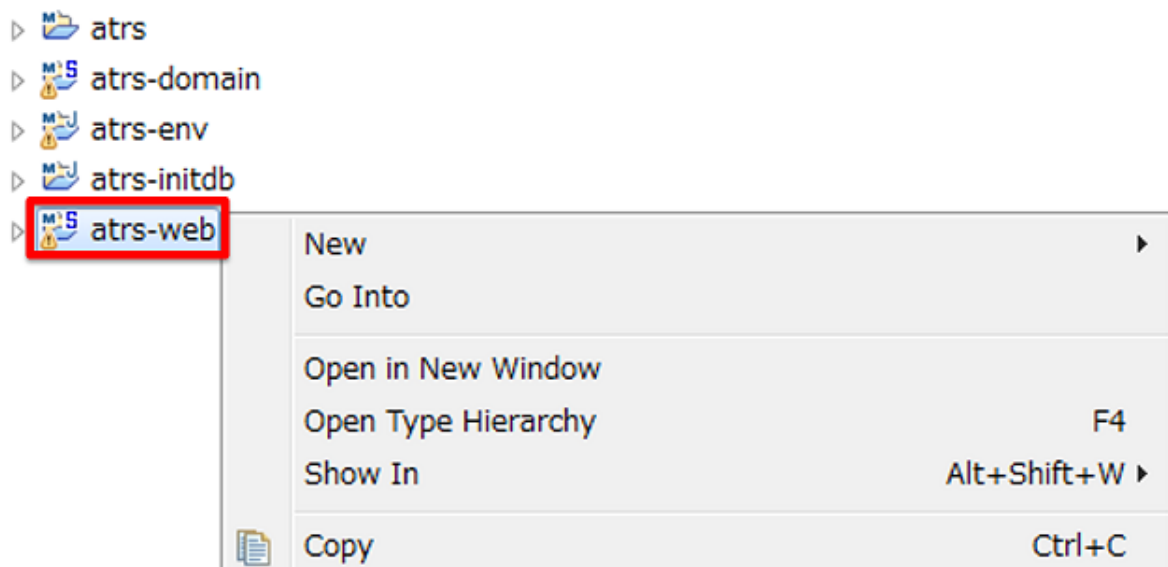 atrs
atrs-domain
atrs-env
atrs-initdb
atrs-web
New
Go Into
Open in New Window
Open Type Hierarchy F4
Show In Alt+Shift+W
Copy Ctrl+C